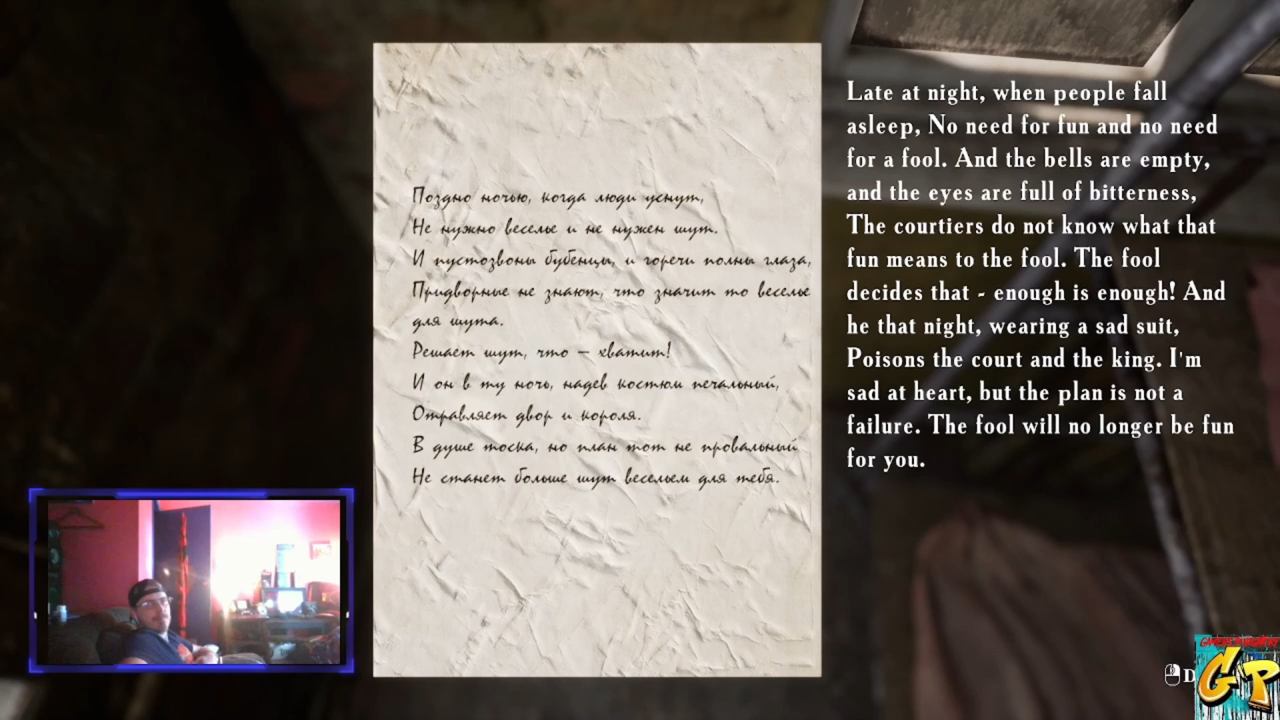 Поздно ночью, когда люди уснут,
Не нужно веселье и не нужен шут.
И пустозвоны бубенцы, и горечи полны глаза,
Придворные не знают, что значит то веселье
для шута.
Решает шут, что – хватит!
И он в ту ночь, надев костюм печальный,
Отравляет двор и короля.
В душе тоска, но план тот не провальный
Не станет больше шут весельем для тебя.
Late at night, when people fall
asleep, No need for fun and no need
for a fool. And the bells are empty,
and the eyes are full of bitterness,
The courtiers do not know what that
fun means to the fool. The fool
decides that - enough is enough! And
he that night, wearing a sad suit,
Poisons the court and the king. I'm
sad at heart, but the plan is not a
failure. The fool will no longer be fun
for you.
D
GP